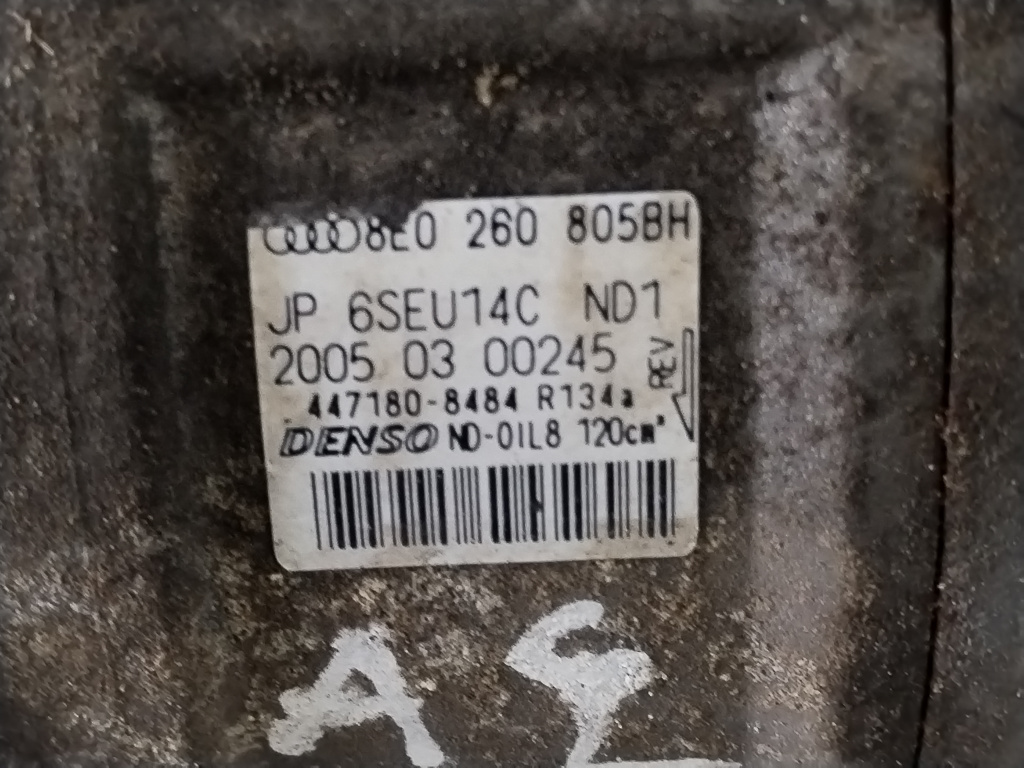 8E0 260 805BH
JP 6SEU14C ND1
2005 03 00245
REV
447180-8484 R134a
DENSO ND-OIL8 120cm³